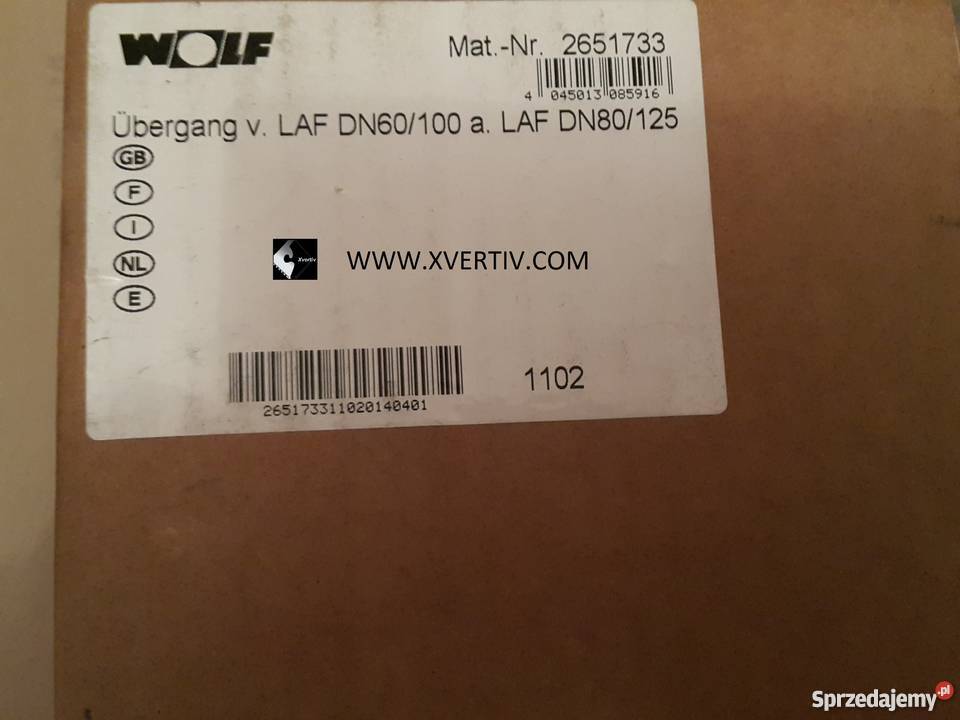 WOLF
Mat.-Nr. 2651733
4 045013 085916
Übergang v. LAF DN60/100 a. LAF DN80/125
GB
F
I
NL
E
Xvertiv
WWW.XVERTIV.COM
265173311020140401
1102
Sprzedajemy.pl